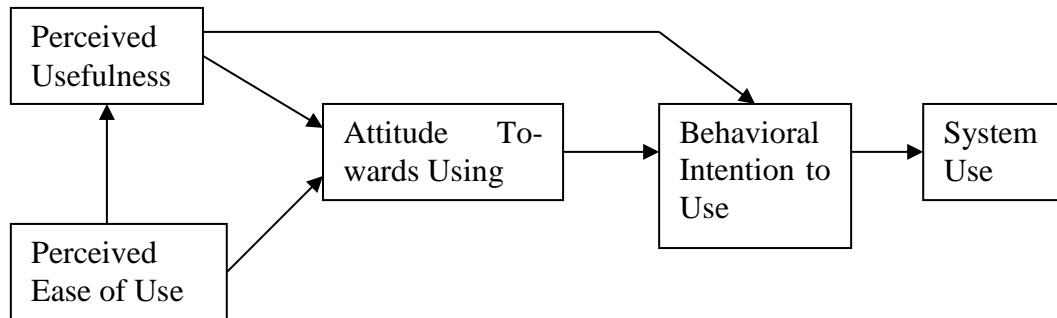 Perceived
Usefulness
Attitude To-
wards Using
Behavioral
Intention to
Use
System
Use
Perceived
Ease of Use